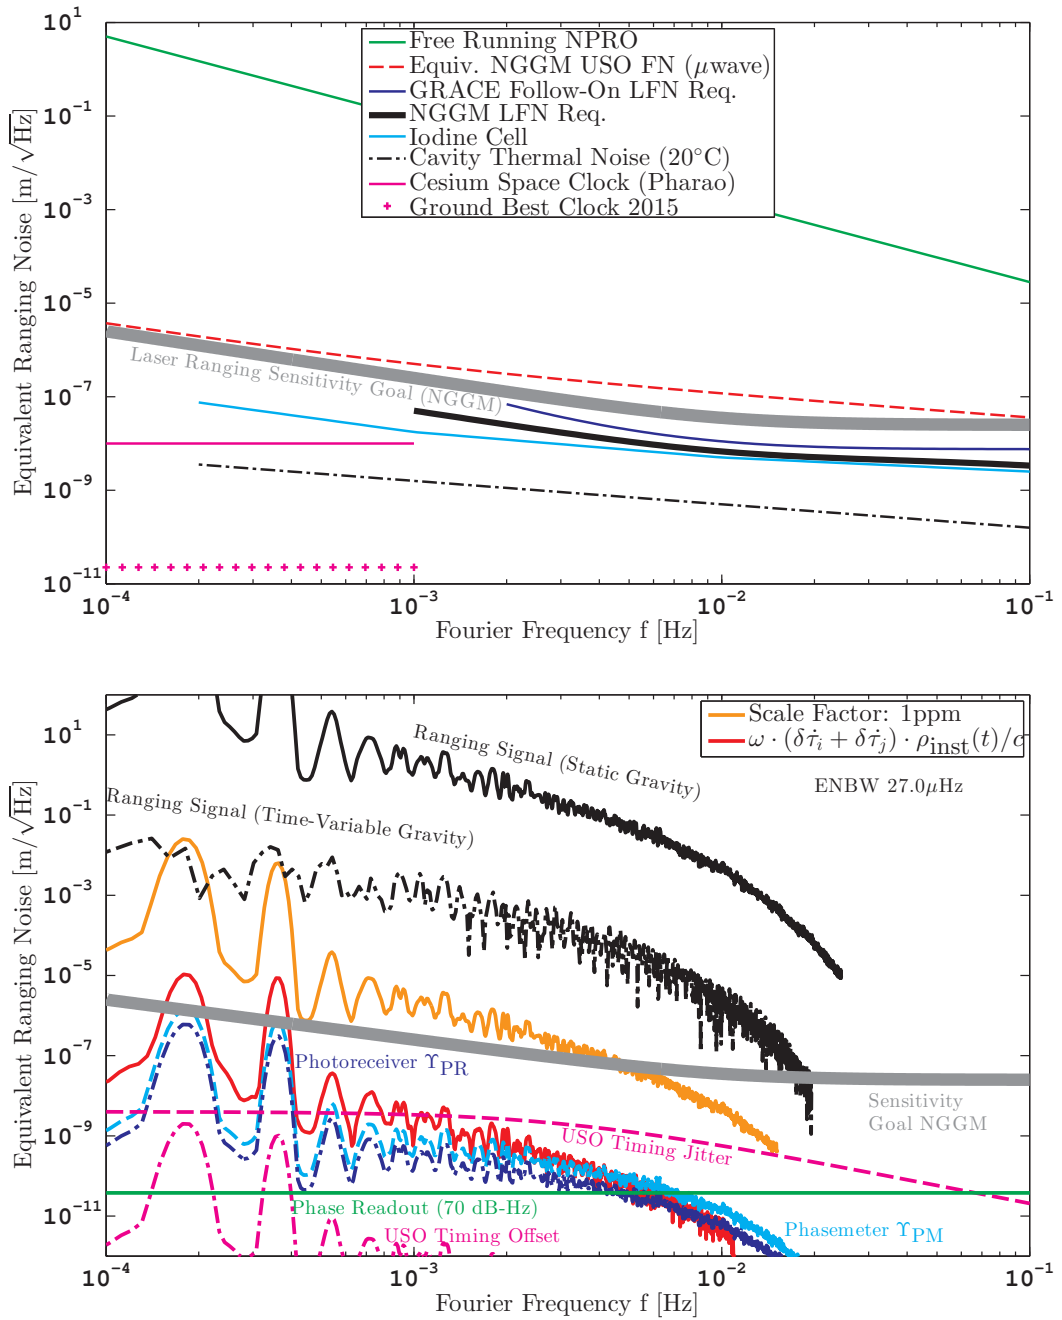 10^1
10^-1
10^-3
10^-5
10^-7
10^-9
10^-11
Equivalent Ranging Noise [m/√Hz]
Free Running NPRO
Equiv. NGGM USO FN (μwave)
GRACE Follow-On LFN Req.
NGGM LFN Req.
Iodine Cell
Cavity Thermal Noise (20°C)
Cesium Space Clock (Pharao)
Ground Best Clock 2015
Laser Ranging Sensitivity Goal (NGGM)
10^-4
10^-3
10^-2
10^-1
Fourier Frequency f [Hz]
10^1
10^-1
10^-3
10^-5
10^-7
10^-9
10^-11
Equivalent Ranging Noise [m/√Hz]
Scale Factor: 1ppm
ω · (δτ̇_i + δτ̇_j) · ρ_inst(t)/c
ENBW 27.0μHz
Ranging Signal (Static Gravity)
Ranging Signal (Time-Variable Gravity)
Photoreceiver ϒ_PR
Sensitivity
Goal NGGM
USO Timing Jitter
Phase Readout (70 dB-Hz)
USO Timing Offset
Phasemeter ϒ_PM
10^-4
10^-3
10^-2
10^-1
Fourier Frequency f [Hz]